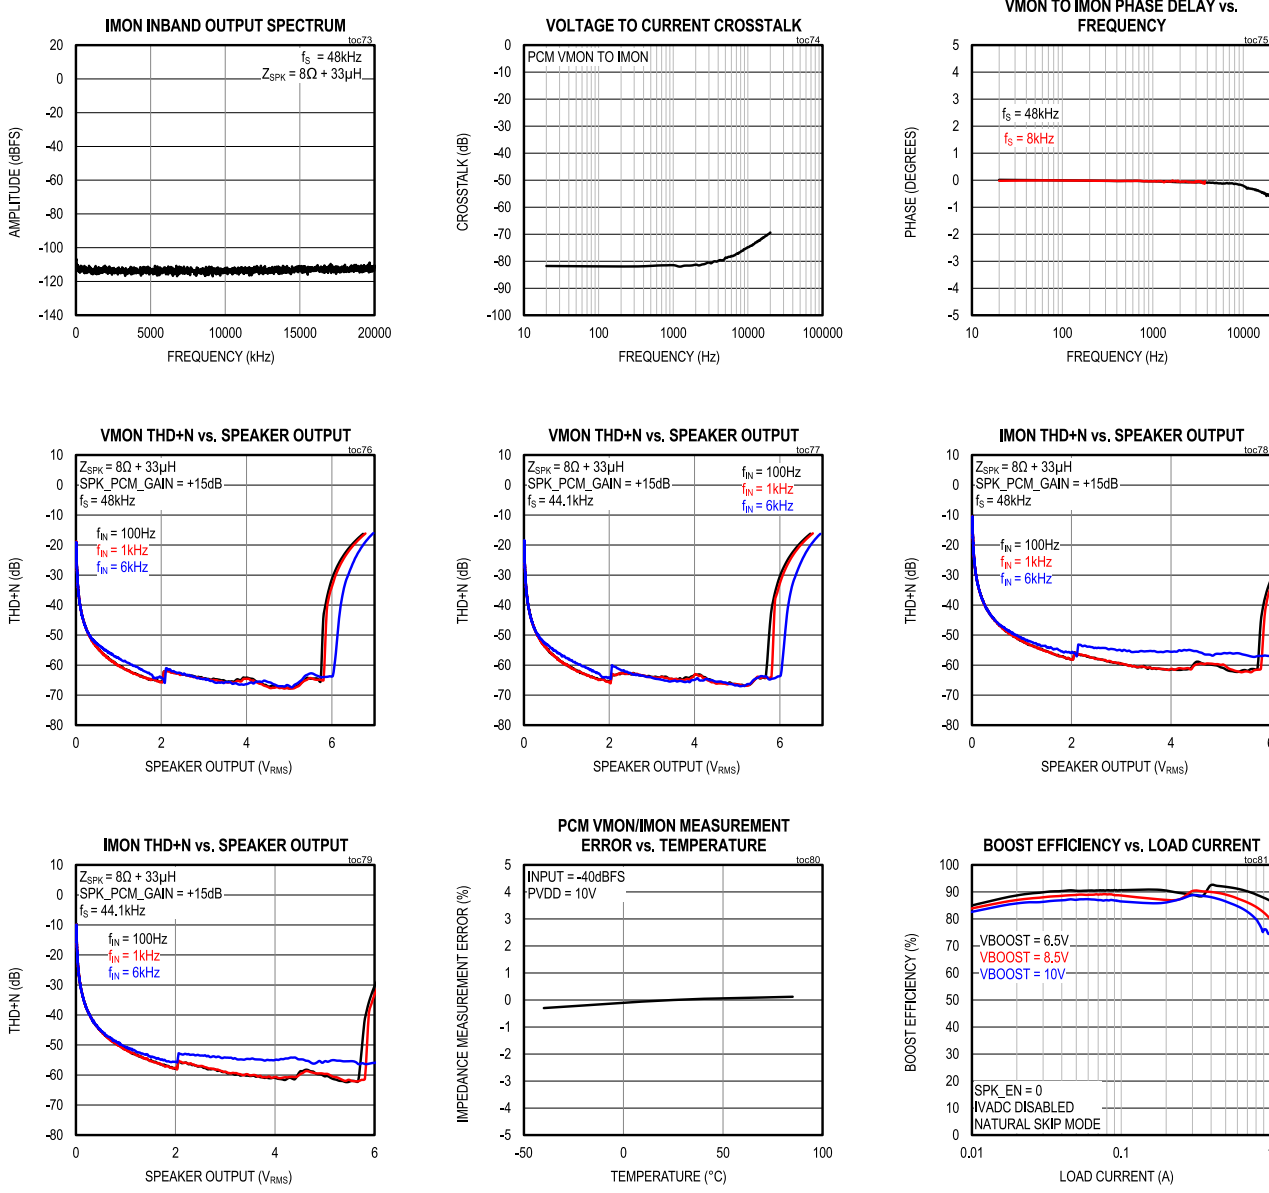 IMON INBAND OUTPUT SPECTRUM
toc73
fS = 48kHz
ZSPK = 8Ω + 33µH
AMPLITUDE (dBFS)
20
0
-20
-40
-60
-80
-100
-120
-140
0 5000 10000 15000 20000
FREQUENCY (kHz)
VOLTAGE TO CURRENT CROSSTALK
toc74
PCM VMON TO IMON
CROSSTALK (dB)
0
-10
-20
-30
-40
-50
-60
-70
-80
-90
-100
10 100 1000 10000 100000
FREQUENCY (Hz)
VMON TO IMON PHASE DELAY vs.
FREQUENCY
toc75
fS = 48kHz
fS = 8kHz
PHASE (DEGREES)
5
4
3
2
1
0
-1
-2
-3
-4
-5
10 100 1000 10000
FREQUENCY (Hz)
VMON THD+N vs. SPEAKER OUTPUT
toc76
ZSPK = 8Ω + 33µH
SPK_PCM_GAIN = +15dB
fS = 48kHz
fIN = 100Hz
fIN = 1kHz
fIN = 6kHz
THD+N (dB)
10
0
-10
-20
-30
-40
-50
-60
-70
-80
0 2 4 6
SPEAKER OUTPUT (VRMS)
VMON THD+N vs. SPEAKER OUTPUT
toc77
ZSPK = 8Ω + 33µH
SPK_PCM_GAIN = +15dB
fS = 44.1kHz
fIN = 100Hz
fIN = 1kHz
fIN = 6kHz
THD+N (dB)
10
0
-10
-20
-30
-40
-50
-60
-70
-80
0 2 4 6
SPEAKER OUTPUT (VRMS)
IMON THD+N vs. SPEAKER OUTPUT
toc78
ZSPK = 8Ω + 33µH
SPK_PCM_GAIN = +15dB
fS = 48kHz
fIN = 100Hz
fIN = 1kHz
fIN = 6kHz
THD+N (dB)
10
0
-10
-20
-30
-40
-50
-60
-70
-80
0 2 4 6
SPEAKER OUTPUT (VRMS)
IMON THD+N vs. SPEAKER OUTPUT
toc79
ZSPK = 8Ω + 33µH
SPK_PCM_GAIN = +15dB
fS = 44.1kHz
fIN = 100Hz
fIN = 1kHz
fIN = 6kHz
THD+N (dB)
10
0
-10
-20
-30
-40
-50
-60
-70
-80
0 2 4 6
SPEAKER OUTPUT (VRMS)
PCM VMON/IMON MEASUREMENT
ERROR vs. TEMPERATURE
toc80
INPUT = -40dBFS
PVDD = 10V
IMPEDANCE MEASUREMENT ERROR (%)
5
4
3
2
1
0
-1
-2
-3
-4
-5
-50 0 50 100
TEMPERATURE (°C)
BOOST EFFICIENCY vs. LOAD CURRENT
toc81
VBOOST = 6.5V
VBOOST = 8.5V
VBOOST = 10V
SPK_EN = 0
IVADC DISABLED
NATURAL SKIP MODE
BOOST EFFICIENCY (%)
100
90
80
70
60
50
40
30
20
10
0
0.01 0.1
LOAD CURRENT (A)